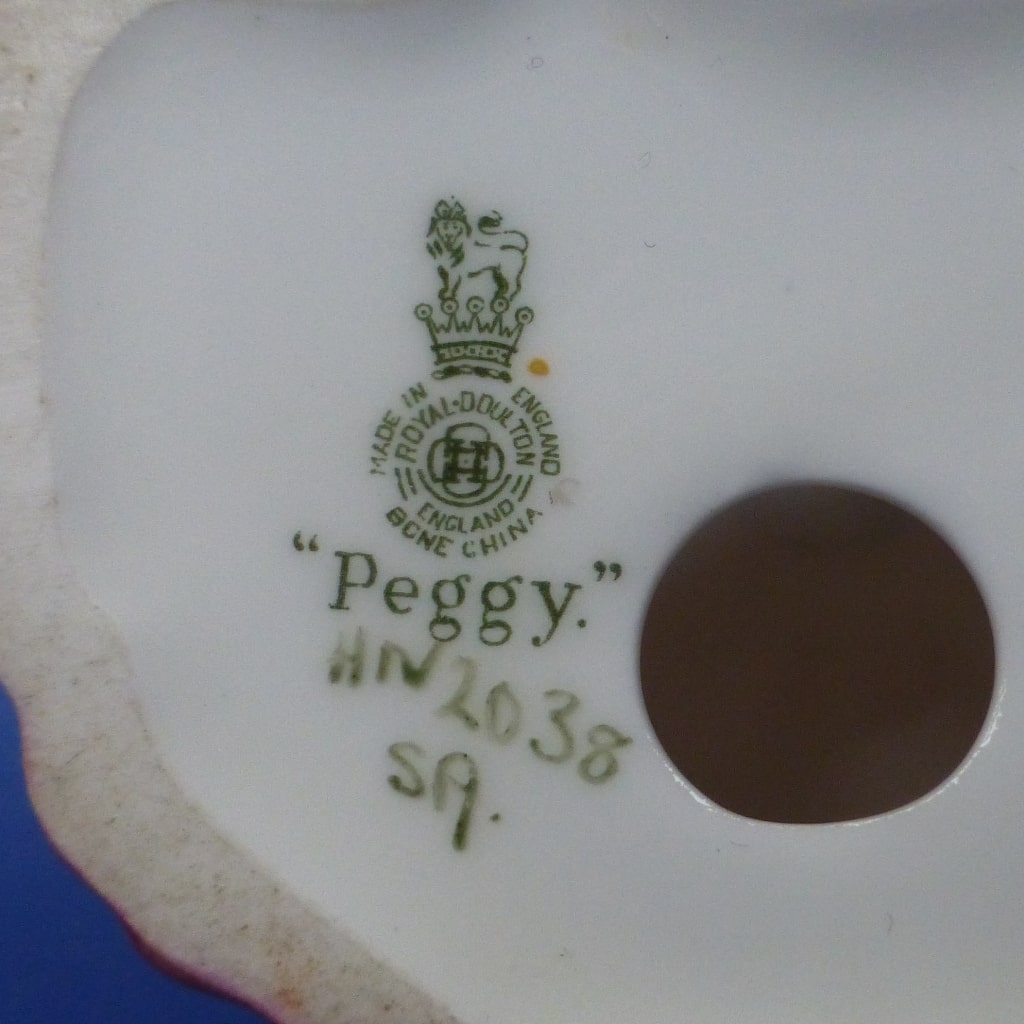 MADE IN ENGLAND
ROYAL·DOULTON
ENGLAND
BONE CHINA
“Peggy.”
HN2038
SA.